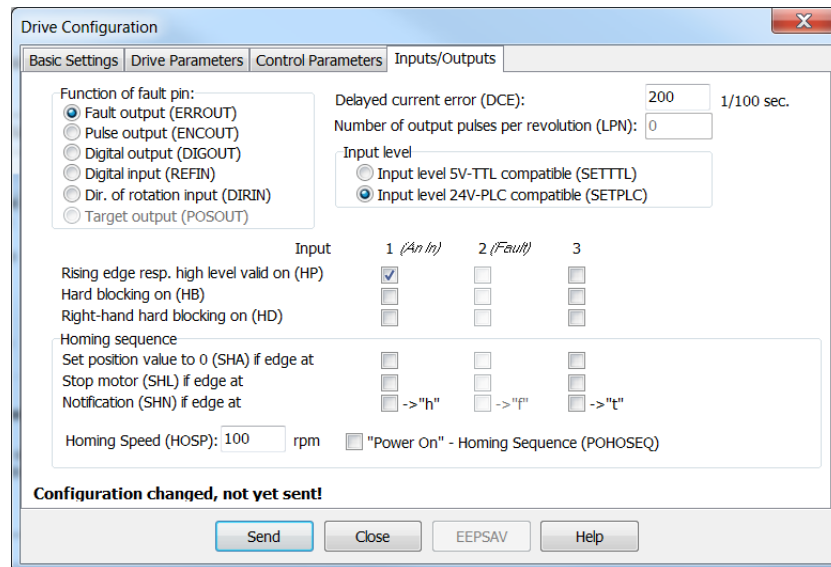 Drive Configuration
Basic Settings Drive Parameters Control Parameters Inputs/Outputs
Function of fault pin:
Fault output (ERROUT)
Pulse output (ENCOUT)
Digital output (DIGOUT)
Digital input (REFIN)
Dir. of rotation input (DIRIN)
Target output (POSOUT)
Delayed current error (DCE): 200 1/100 sec.
Number of output pulses per revolution (LPN): 0
Input level
Input level 5V-TTL compatible (SETTTL)
Input level 24V-PLC compatible (SETPLC)
Input 1 (An In) 2 (Fault) 3
Rising edge resp. high level valid on (HP)
Hard blocking on (HB)
Right-hand hard blocking on (HD)
Homing sequence
Set position value to 0 (SHA) if edge at
Stop motor (SHL) if edge at
Notification (SHN) if edge at ->"h" ->"f" ->"t"
Homing Speed (HOSP): 100 rpm "Power On" - Homing Sequence (POHOSEQ)
Configuration changed, not yet sent!
Send Close EEPSAV Help